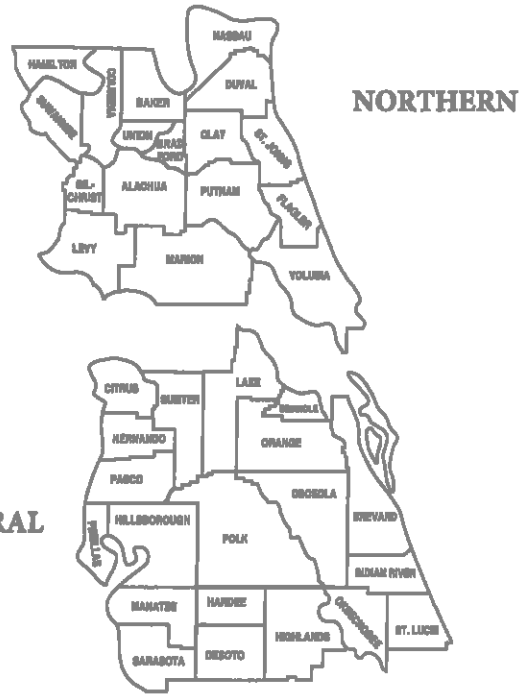 NASSAU
HAMILTON
COLUMBIA
DUVAL
BAKER
SUWANNEE
UNION
BRAD-
FORD
CLAY
ST. JOHNS
GIL-
CHRIST
ALACHUA
PUTNAM
FLAGLER
LEVY
MARION
VOLUSIA
NORTHERN
CITRUS
SUMTER
LAKE
SEMINOLE
HERNANDO
ORANGE
PASCO
OSCEOLA
PINELLAS
HILLSBOROUGH
POLK
BREVARD
RAL
INDIAN RIVER
MANATEE
HARDEE
OKEECHOBEE
HIGHLANDS
ST. LUCIE
SARASOTA
DESOTO